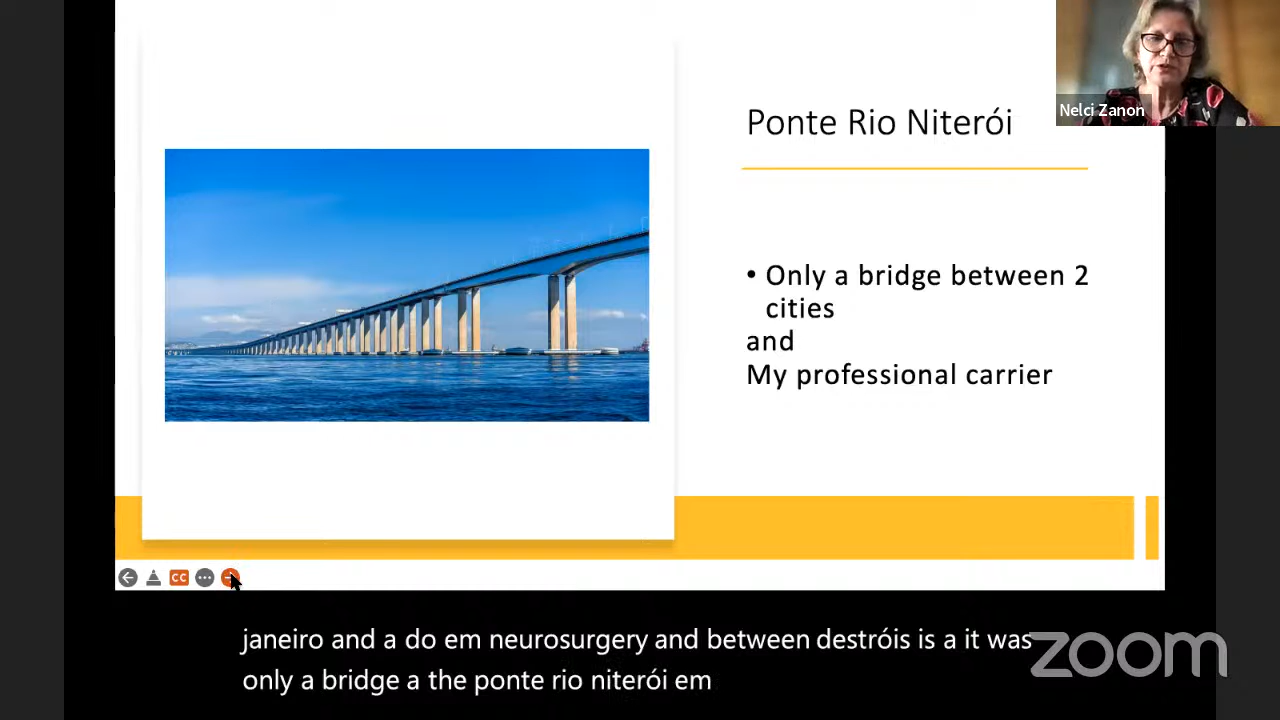 Ponte Rio Niterói
• Only a bridge between 2
cities
and
My professional carrier
Nelci Zanon
CC
janeiro and a do em neurosurgery and between destróis is a it was
only a bridge a the ponte rio niterói em
zoom